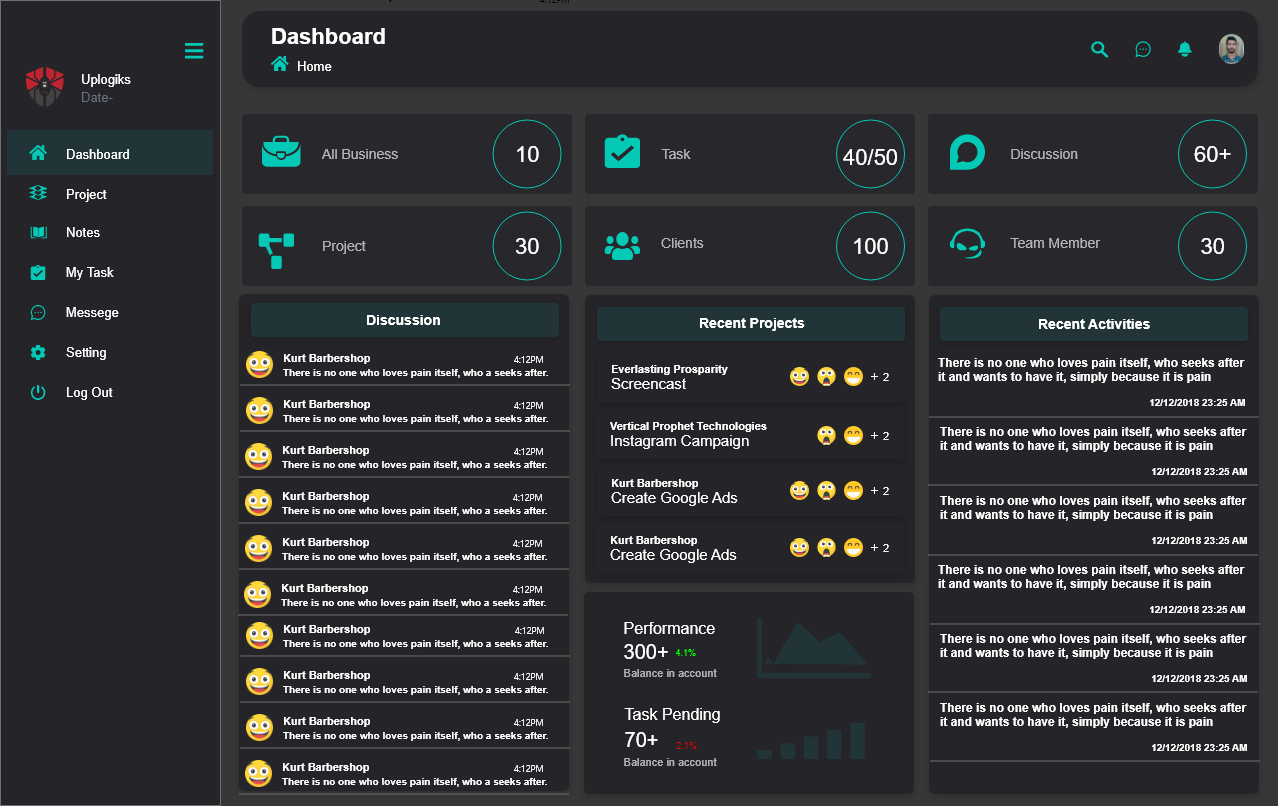 Uplogiks
Date-
Dashboard
Project
Notes
My Task
Messege
Setting
Log Out
4:12PM
Dashboard
Home
All Business
10
Task
40/50
Discussion
60+
Project
30
Clients
100
Team Member
30
Discussion
Kurt Barbershop 4:12PM
There is no one who loves pain itself, who a seeks after.
Kurt Barbershop 4:12PM
There is no one who loves pain itself, who a seeks after.
Kurt Barbershop 4:12PM
There is no one who loves pain itself, who a seeks after.
Kurt Barbershop 4:12PM
There is no one who loves pain itself, who a seeks after.
Kurt Barbershop 4:12PM
There is no one who loves pain itself, who a seeks after.
Kurt Barbershop 4:12PM
There is no one who loves pain itself, who a seeks after.
Kurt Barbershop 4:12PM
There is no one who loves pain itself, who a seeks after.
Kurt Barbershop 4:12PM
There is no one who loves pain itself, who a seeks after.
Kurt Barbershop 4:12PM
There is no one who loves pain itself, who a seeks after.
Kurt Barbershop 4:12PM
There is no one who loves pain itself, who a seeks after.
Recent Projects
Everlasting Prosparity
Screencast
+ 2
Vertical Prophet Technologies
Instagram Campaign
+ 2
Kurt Barbershop
Create Google Ads
+ 2
Kurt Barbershop
Create Google Ads
+ 2
Performance
300+ 4.1%
Balance in account
Task Pending
70+ -2.1%
Balance in account
Recent Activities
There is no one who loves pain itself, who seeks after
it and wants to have it, simply because it is pain
12/12/2018 23:25 AM
There is no one who loves pain itself, who seeks after
it and wants to have it, simply because it is pain
12/12/2018 23:25 AM
There is no one who loves pain itself, who seeks after
it and wants to have it, simply because it is pain
12/12/2018 23:25 AM
There is no one who loves pain itself, who seeks after
it and wants to have it, simply because it is pain
12/12/2018 23:25 AM
There is no one who loves pain itself, who seeks after
it and wants to have it, simply because it is pain
12/12/2018 23:25 AM
There is no one who loves pain itself, who seeks after
it and wants to have it, simply because it is pain
12/12/2018 23:25 AM